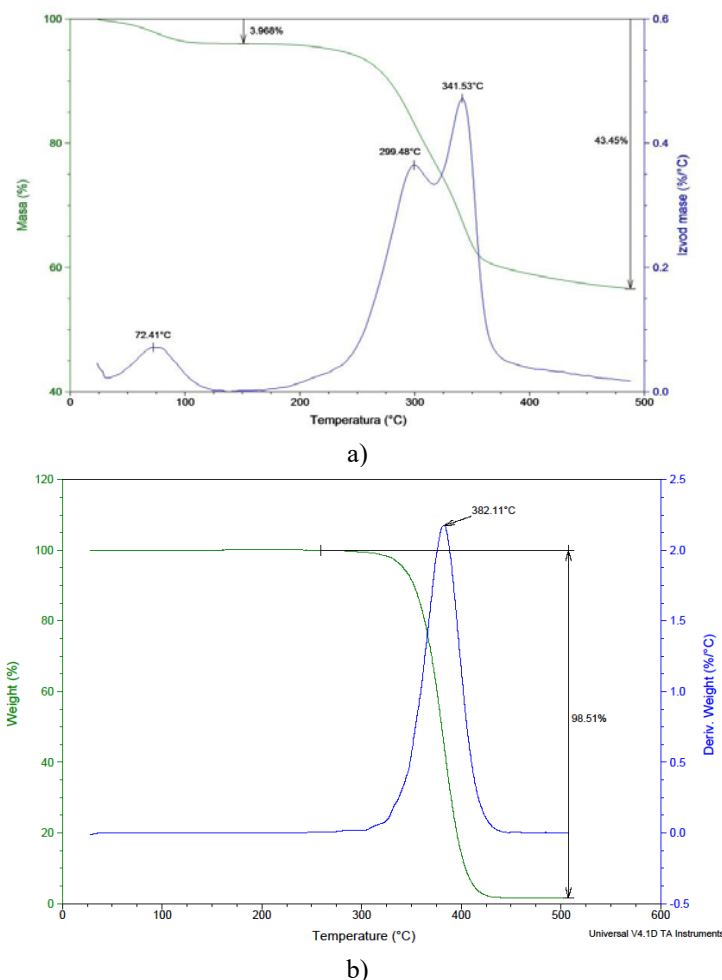 100
80
60
40
Masa (%)
3.968%
72.41°C
299.48°C
341.53°C
43.45%
0.6
0.4
0.2
0.0
Izvod mase (%/°C)
0 100 200 300 400 500
Temperatura (°C)
a)
120
100
80
60
40
20
0
Weight (%)
382.11°C
98.51%
2.5
2.0
1.5
1.0
0.5
0.0
-0.5
Deriv. Weight (%/°C)
0 100 200 300 400 500 600
Temperature (°C)
Universal V4.1D TA Instruments
b)